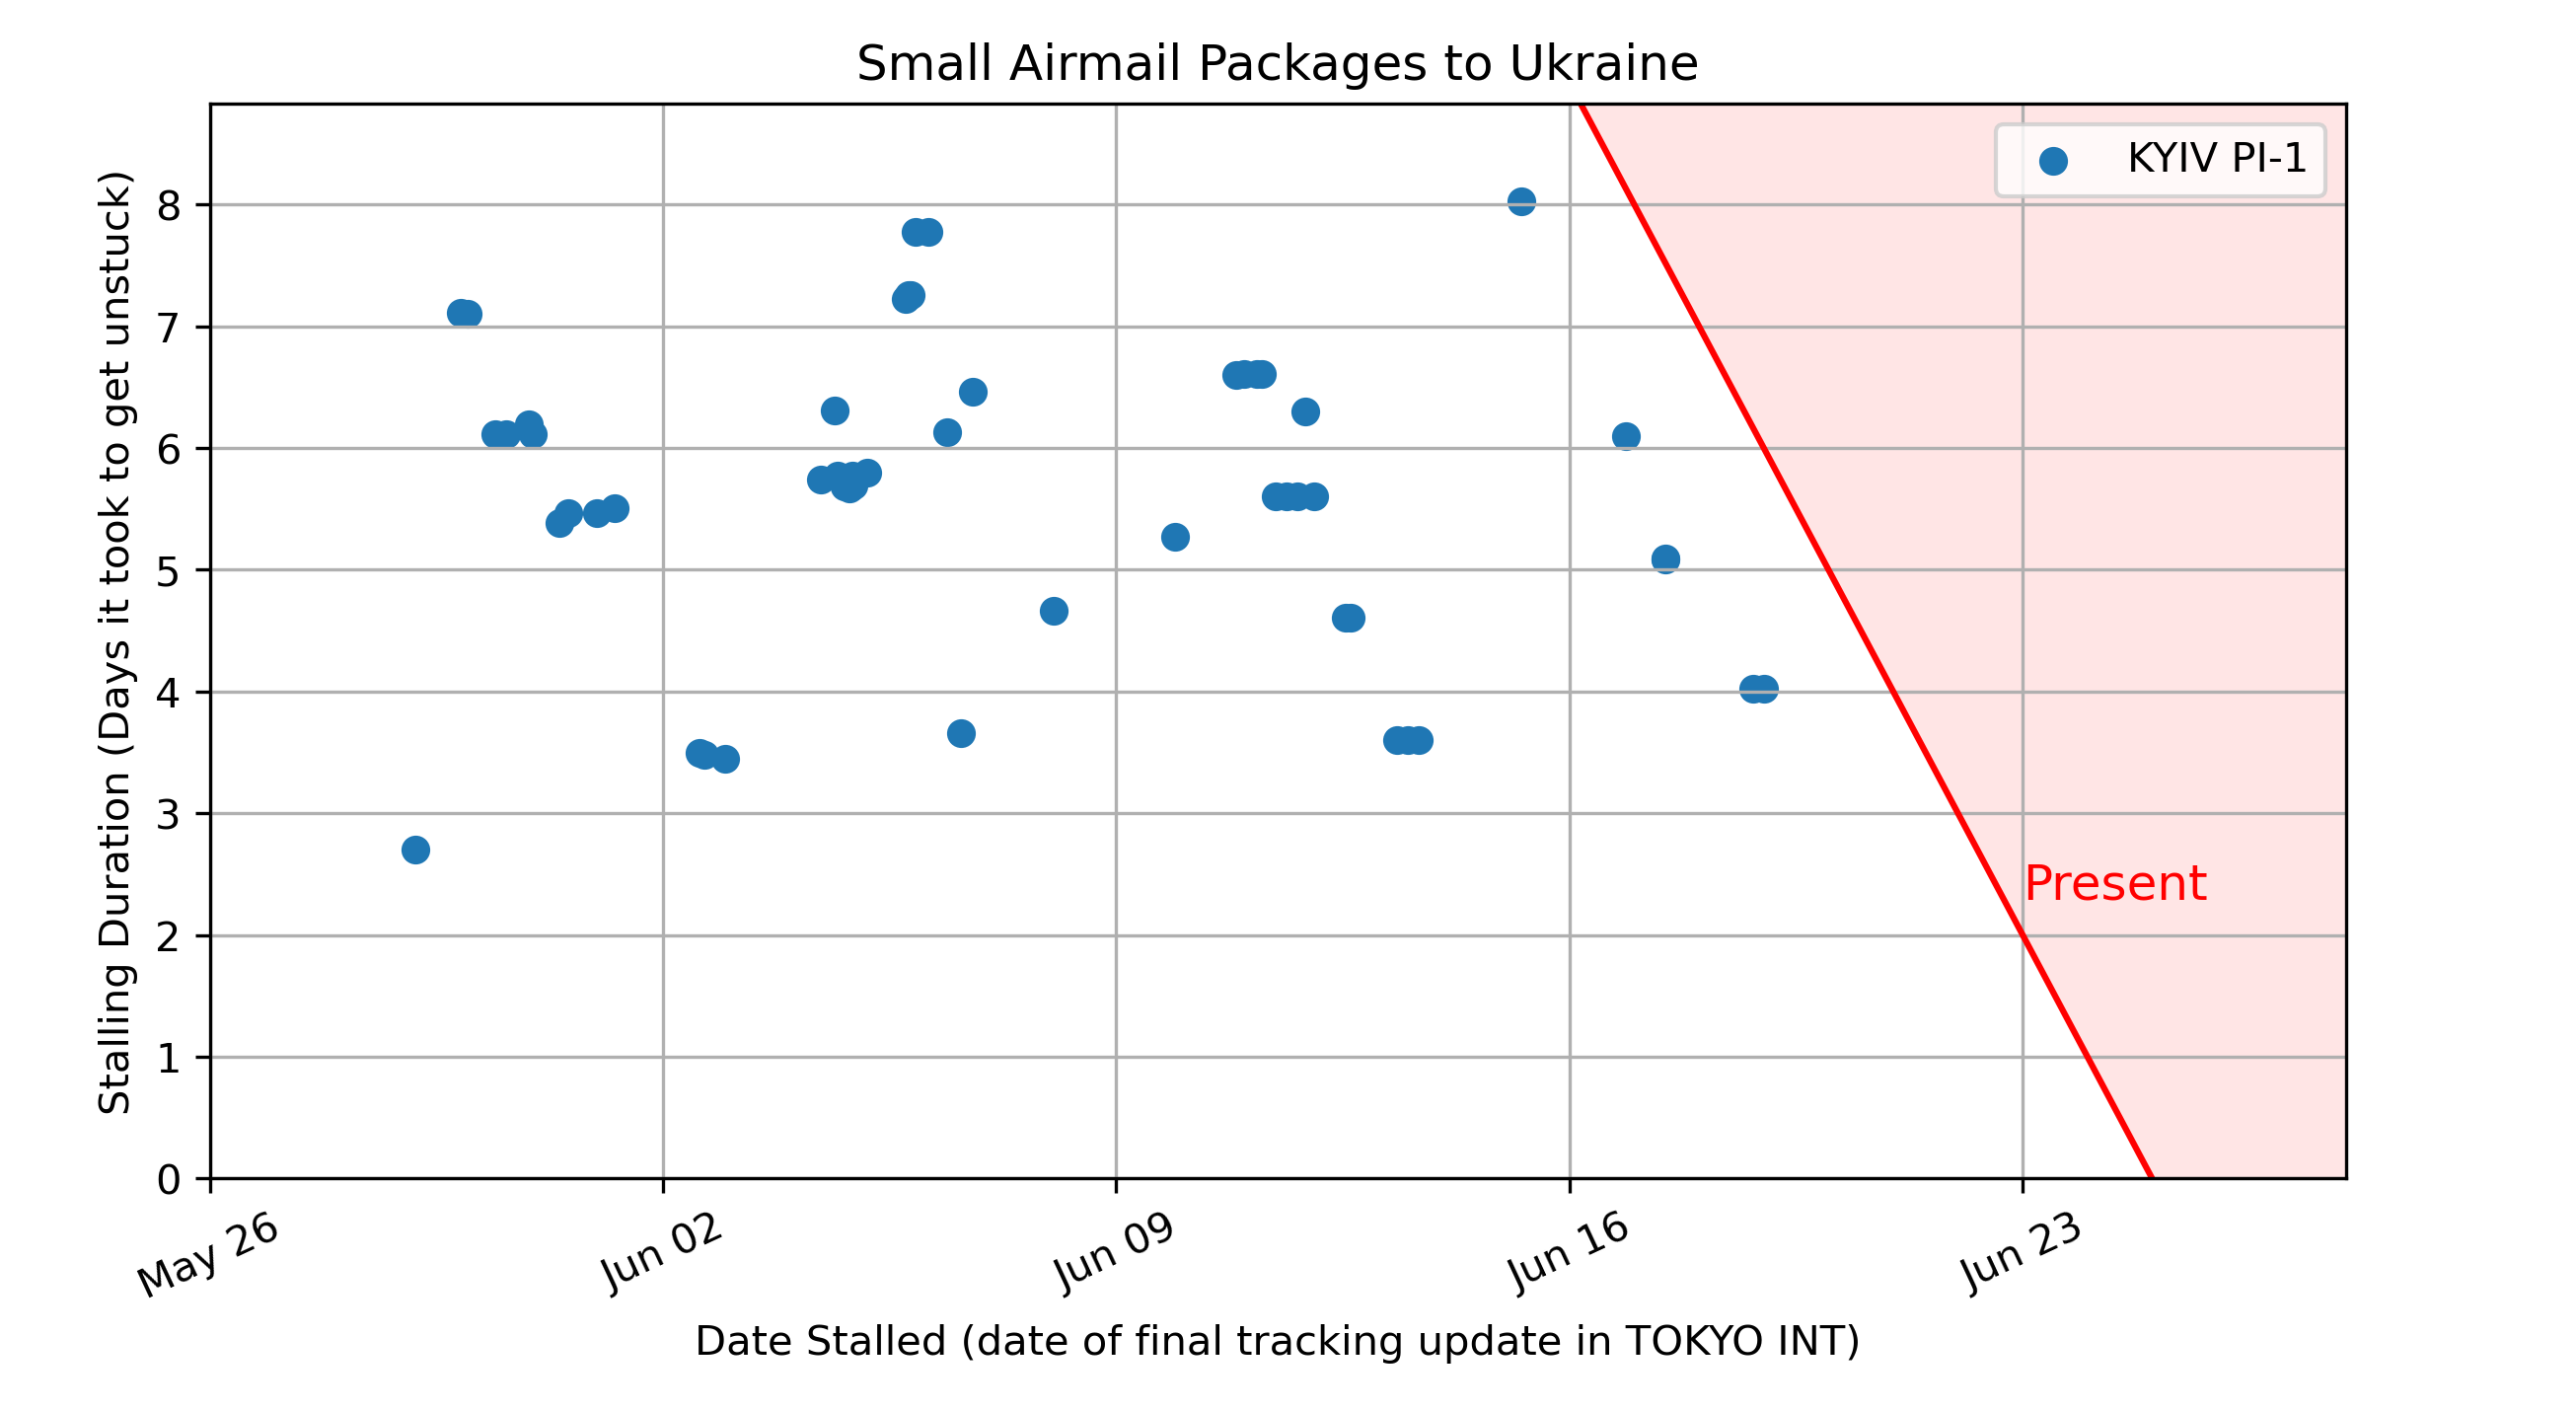 Small Airmail Packages to Ukraine
KYIV PI-1
Stalling Duration (Days it took to get unstuck)
8
7
6
5
4
3
2
1
0
Present
May 26
Jun 02
Jun 09
Jun 16
Jun 23
Date Stalled (date of final tracking update in TOKYO INT)